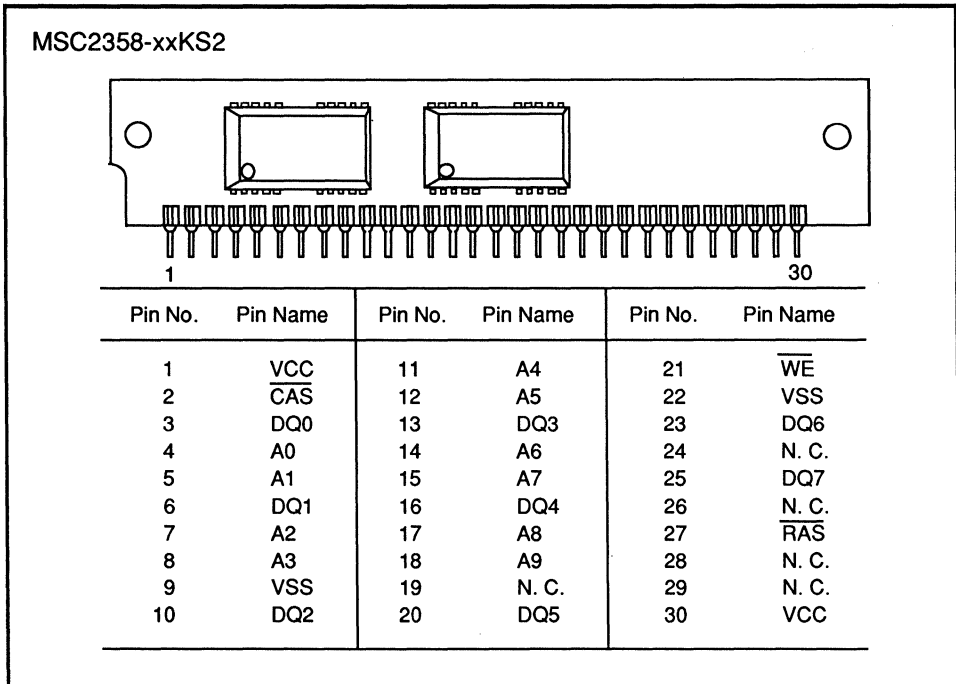 MSC2358-xxKS2
1 30
Pin No. Pin Name Pin No. Pin Name Pin No. Pin Name
1 VCC 11 A4 21 W̅E̅
2 C̅A̅S̅ 12 A5 22 VSS
3 DQ0 13 DQ3 23 DQ6
4 A0 14 A6 24 N. C.
5 A1 15 A7 25 DQ7
6 DQ1 16 DQ4 26 N. C.
7 A2 17 A8 27 R̅A̅S̅
8 A3 18 A9 28 N. C.
9 VSS 19 N. C. 29 N. C.
10 DQ2 20 DQ5 30 VCC